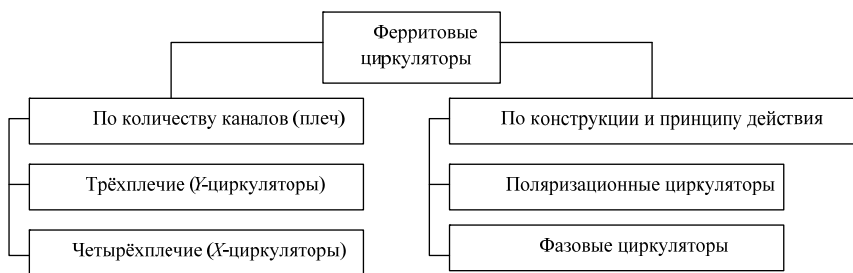 Ферритовые
циркуляторы
По количеству каналов (плеч)
Трёхплечие (Y-циркуляторы)
Четырёхплечие (X-циркуляторы)
По конструкции и принципу действия
Поляризационные циркуляторы
Фазовые циркуляторы